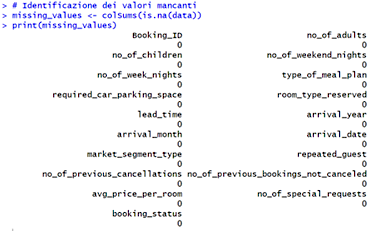 > # Identificazione dei valori mancanti
> missing_values <- colSums(is.na(data))
> print(missing_values)
Booking_ID no_of_adults
0 0
no_of_children no_of_weekend_nights
0 0
no_of_week_nights type_of_meal_plan
0 0
required_car_parking_space room_type_reserved
0 0
lead_time arrival_year
0 0
arrival_month arrival_date
0 0
market_segment_type repeated_guest
0 0
no_of_previous_cancellations no_of_previous_bookings_not_canceled
0 0
avg_price_per_room no_of_special_requests
0 0
booking_status
0